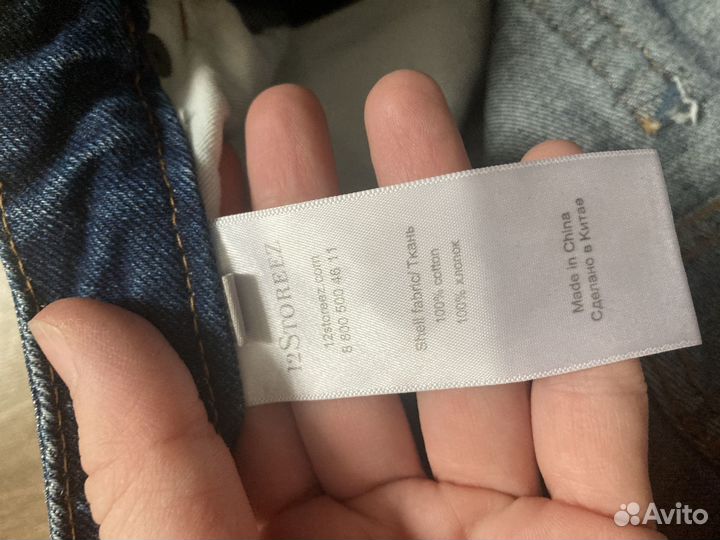 12STOREEZ
12storeez.com
8 800 500 46 11
Shell fabric/ Ткань
100% cotton
100% хлопок
Made in China
Сделано в Китае
Avito